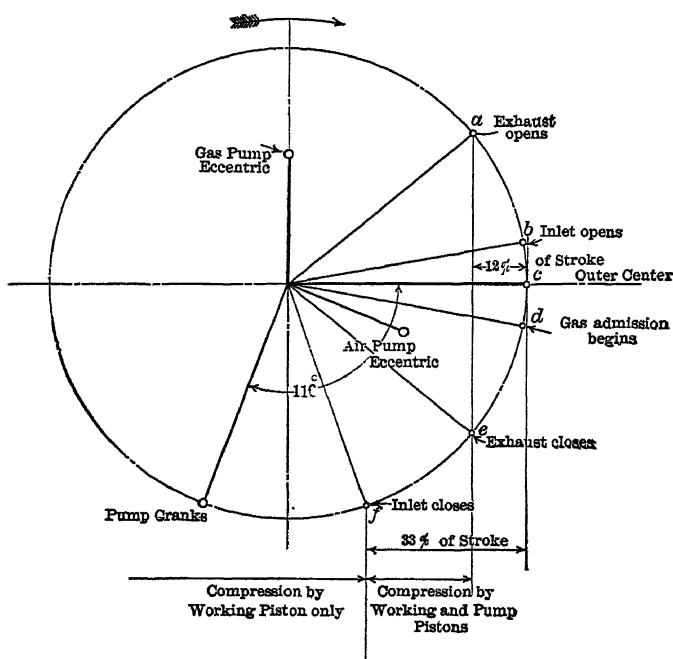 a Exhaust
opens
Gas Pump
Eccentric
b Inlet opens
12% of Stroke
c Outer Center
d
Gas admission
begins
Air Pump
Eccentric
110°
e
Exhaust closes
Pump Cranks
f Inlet closes
33% of Stroke
Compression by
Working Piston only
Compression by
Working and Pump
Pistons